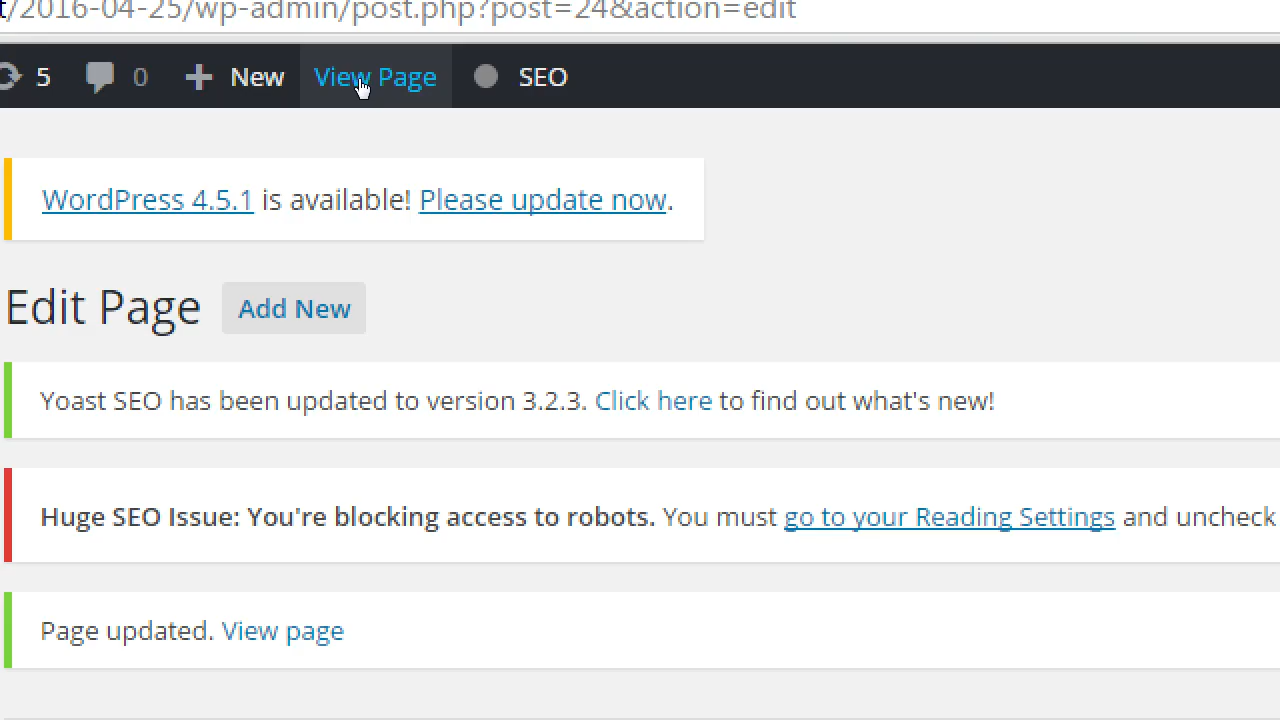 t/2016-04-25/wp-admin/post.php?post=24&action=edit
5 0 New View Page SEO
WordPress 4.5.1 is available! Please update now.
Edit Page Add New
Yoast SEO has been updated to version 3.2.3. Click here to find out what's new!
Huge SEO Issue: You're blocking access to robots. You must go to your Reading Settings and uncheck
Page updated. View page